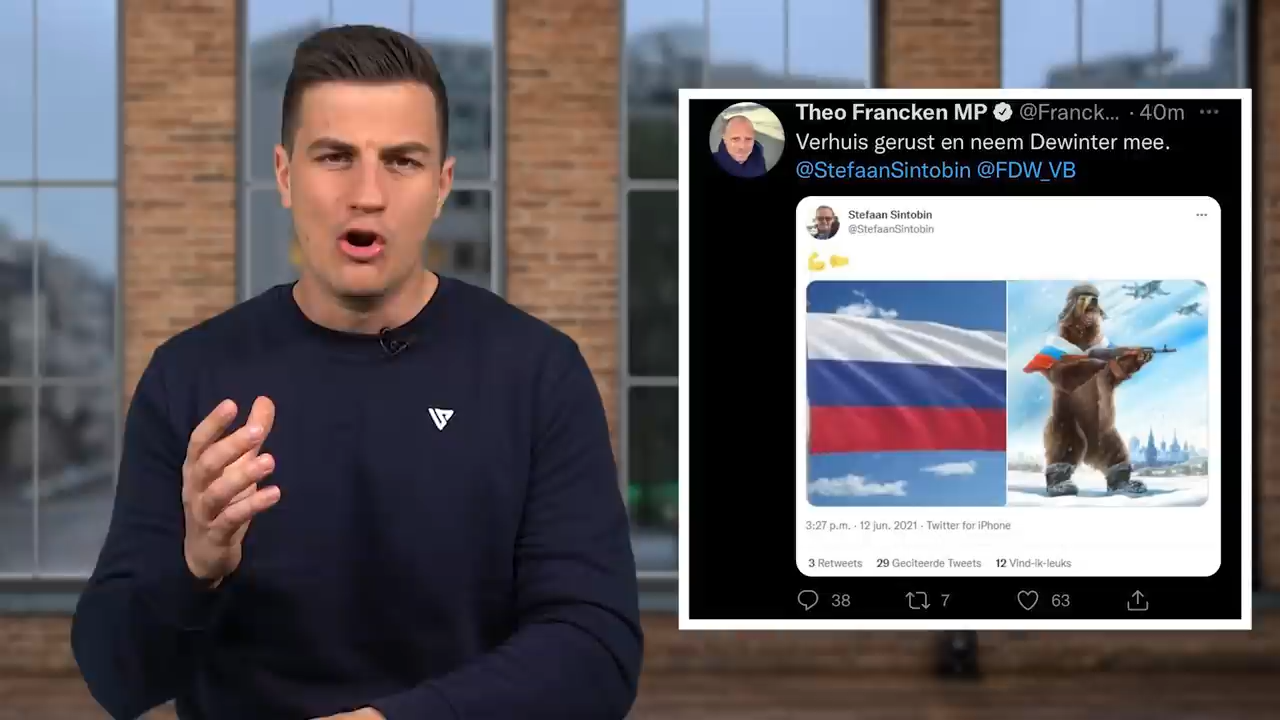 Theo Francken MP @Franck... · 40m
Verhuis gerust en neem Dewinter mee.
@StefaanSintobin @FDW_VB
Stefaan Sintobin
@StefaanSintobin
3:27 p.m. · 12 jun. 2021 · Twitter for iPhone
3 Retweets 29 Geciteerde Tweets 12 Vind-ik-leuks
38 7 63